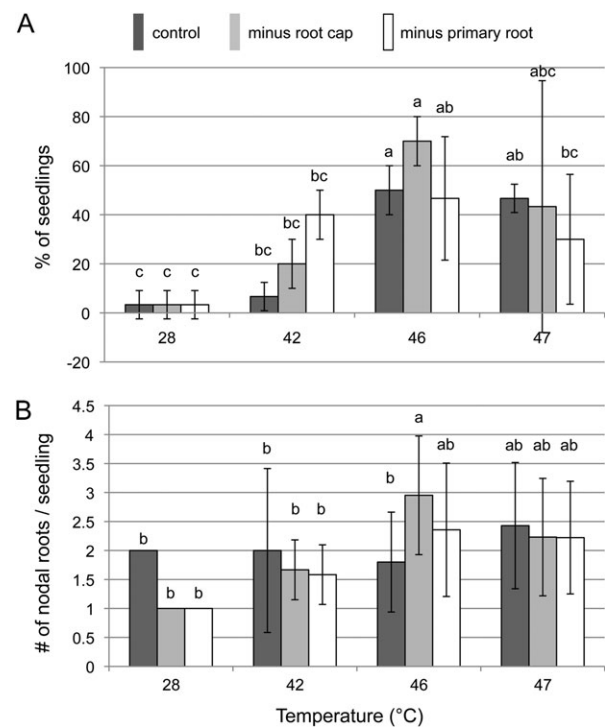 A
control minus root cap minus primary root
% of seedlings
100
80
60
40
20
0
-20
c c c
bc bc bc
a a ab
ab abc bc
28 42 46 47
B
# of nodal roots / seedling
4.5
4
3.5
3
2.5
2
1.5
1
0.5
0
b b b
b b b
b a ab
ab ab ab
28 42 46 47
Temperature (°C)